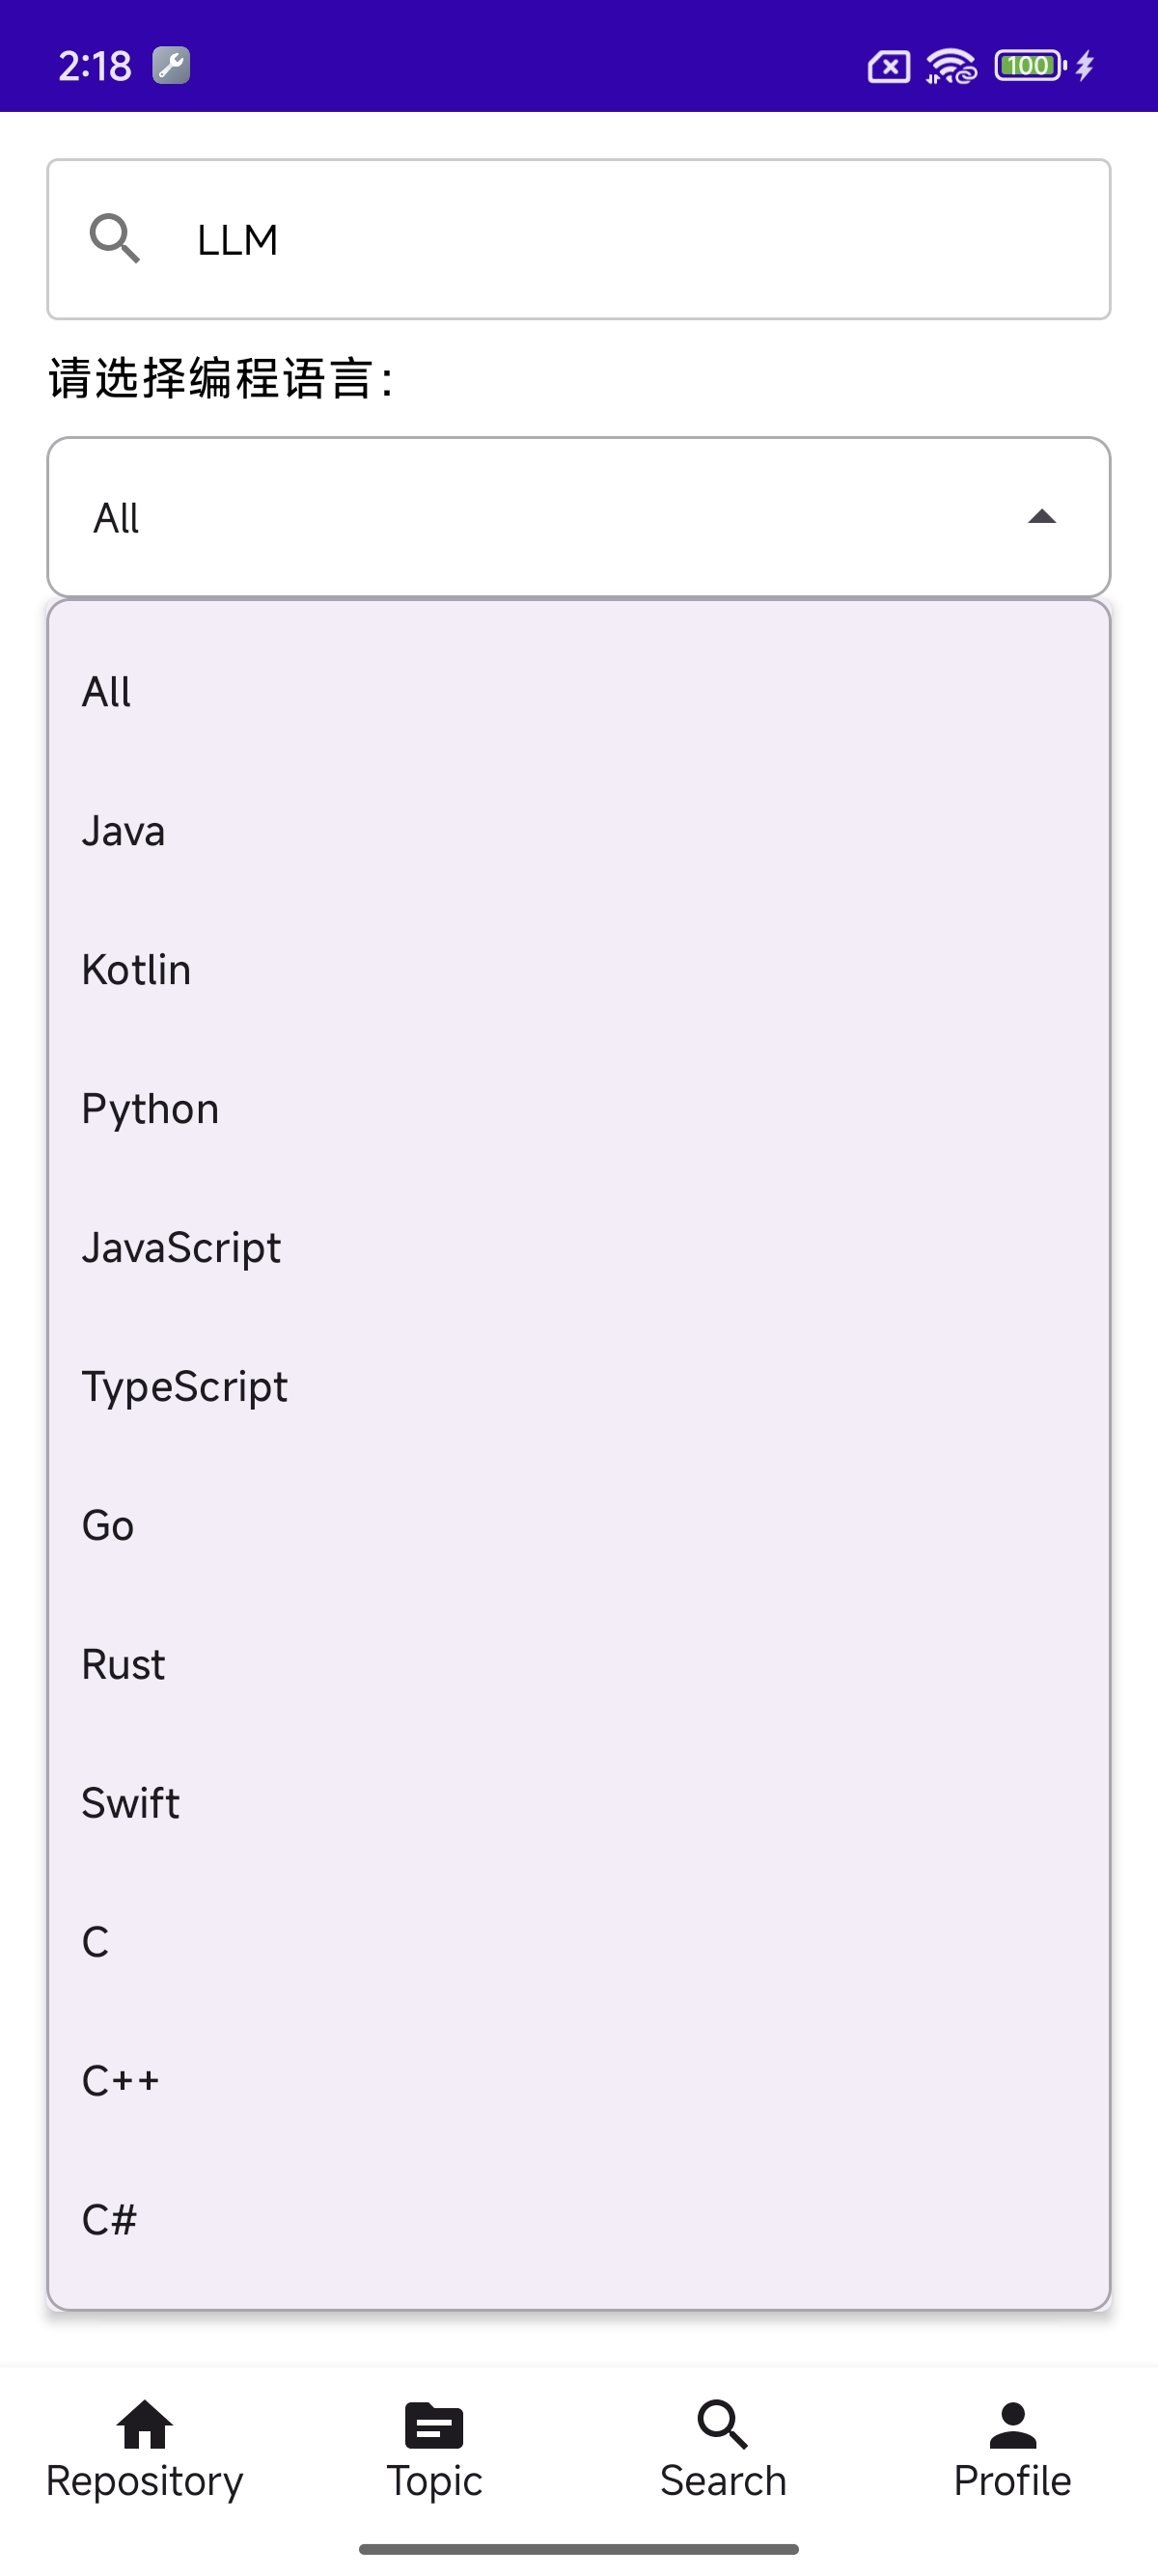 2:18
100
LLM
请选择编程语言：
All
All
Java
Kotlin
Python
JavaScript
TypeScript
Go
Rust
Swift
C
C++
C#
Repository Topic Search Profile